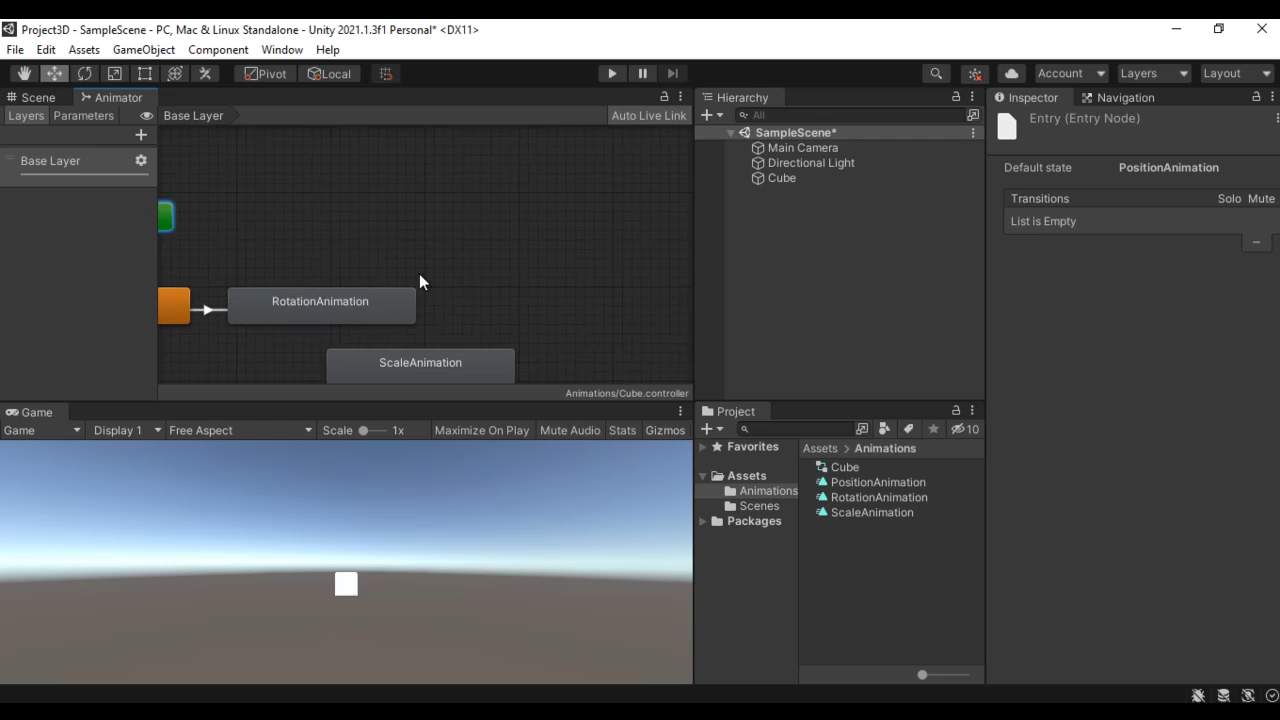 Project3D - SampleScene - PC, Mac & Linux Standalone - Unity 2021.1.3f1 Personal* <DX11>
File Edit Assets GameObject Component Window Help
Pivot Local Account Layers Layout
Scene Animator
Layers Parameters Base Layer Auto Live Link
Base Layer
RotationAnimation
ScaleAnimation
Animations/Cube.controller
Hierarchy
All
SampleScene*
Main Camera
Directional Light
Cube
Inspector Navigation
Entry (Entry Node)
Default state PositionAnimation
Transitions Solo Mute
List is Empty
Game
Game Display 1 Free Aspect Scale 1x Maximize On Play Mute Audio Stats Gizmos
Project
10
Favorites
Assets
Animations
Scenes
Packages
Assets > Animations
Cube
PositionAnimation
RotationAnimation
ScaleAnimation